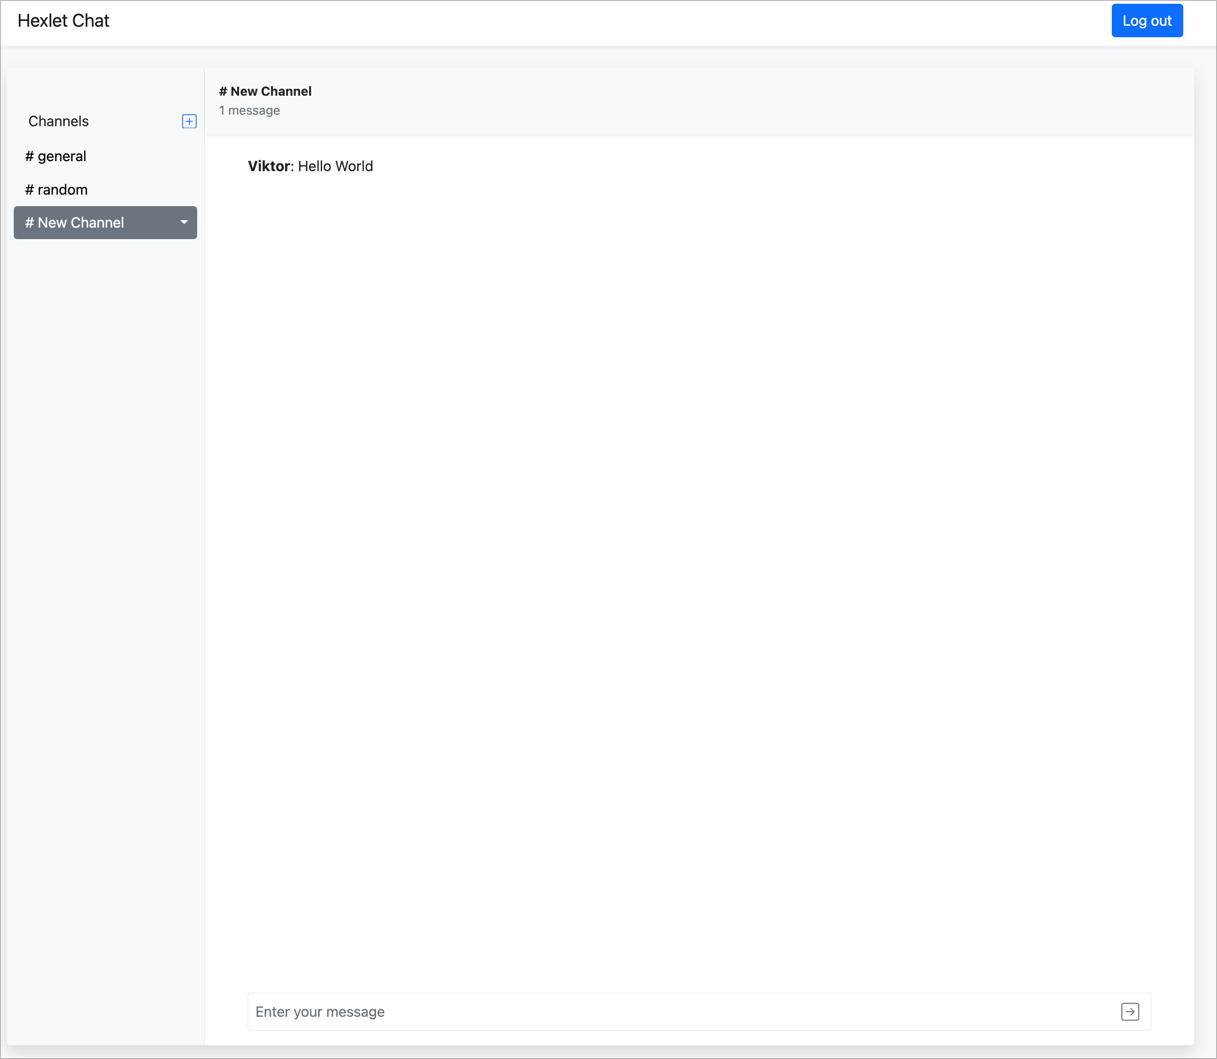 Hexlet Chat
Log out
Channels
# general
# random
# New Channel
# New Channel
1 message
Viktor: Hello World
Enter your message